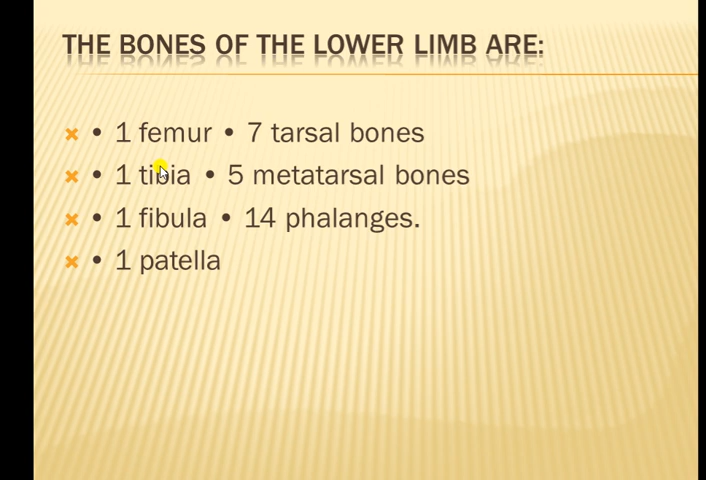 THE BONES OF THE LOWER LIMB ARE:
• 1 femur • 7 tarsal bones
• 1 tibia • 5 metatarsal bones
• 1 fibula • 14 phalanges.
• 1 patella